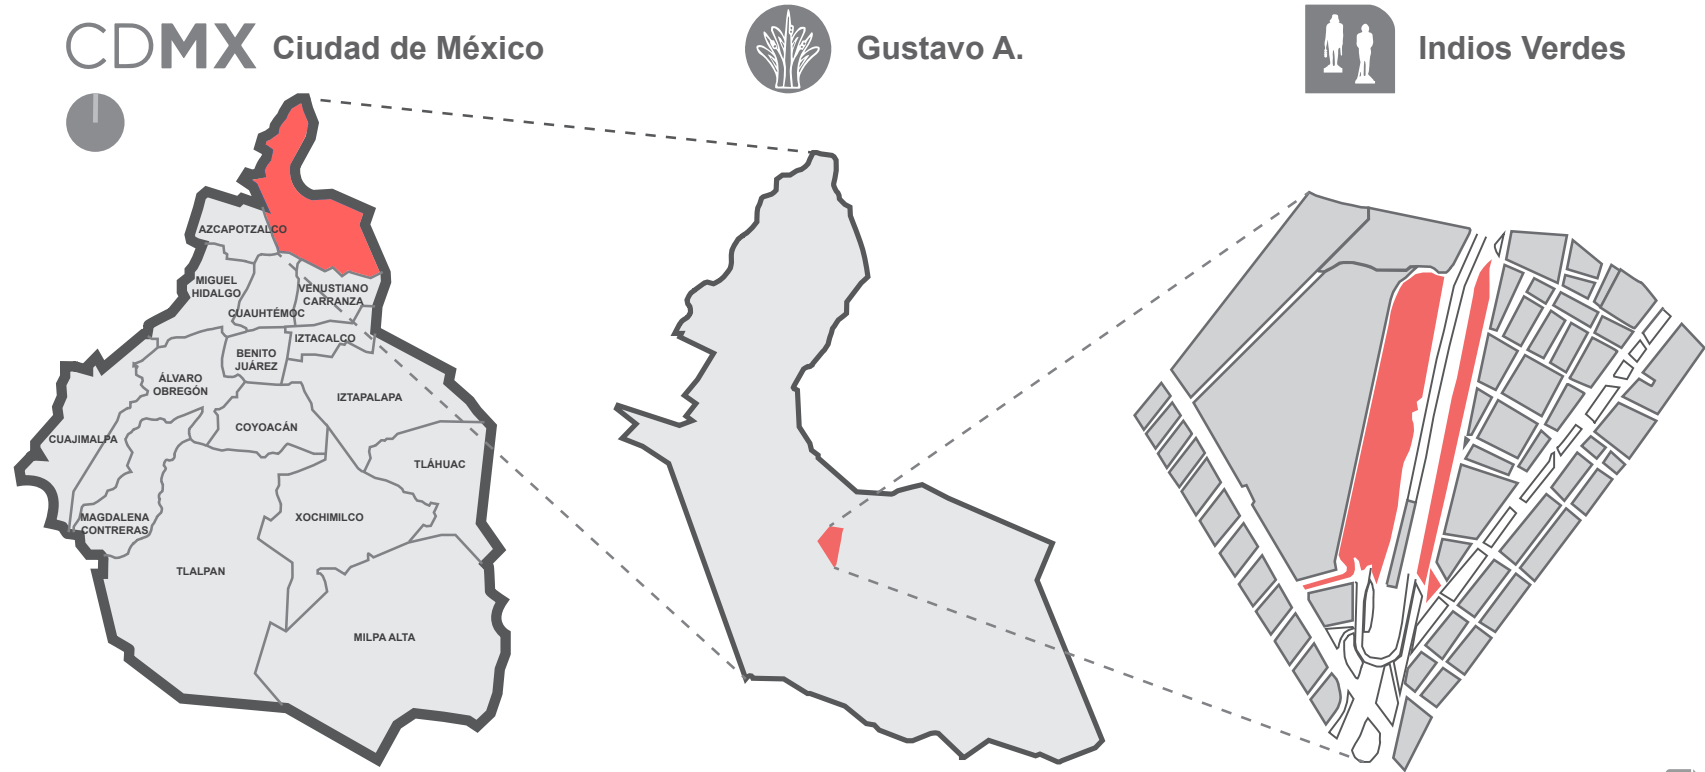 CDMX Ciudad de México
Gustavo A.
Indios Verdes
AZCAPOTZALCO
MIGUEL
HIDALGO
VENUSTIANO
CARRANZA
CUAUHTÉMOC
IZTACALCO
BENITO
JUÁREZ
ÁLVARO
OBREGÓN
IZTAPALAPA
COYOACÁN
CUAJIMALPA
TLÁHUAC
MAGDALENA
CONTRERAS
XOCHIMILCO
TLALPAN
MILPA ALTA